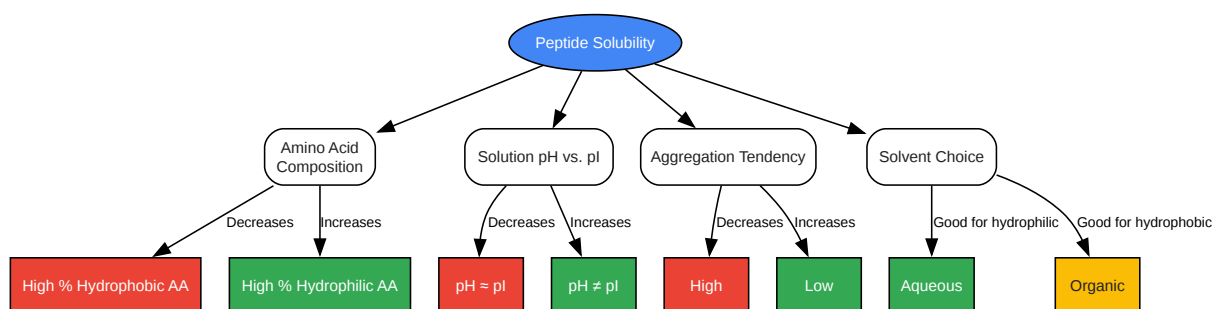 Peptide Solubility
Amino Acid
Composition
Solution pH vs. pI
Aggregation Tendency
Solvent Choice
Decreases
Increases
Decreases
Increases
Decreases
Increases
Good for hydrophilic
Good for hydrophobic
High % Hydrophobic AA
High % Hydrophilic AA
pH ≈ pI
pH ≠ pI
High
Low
Aqueous
Organic